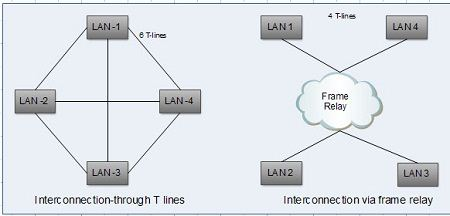 LAN -1
6 T-lines
LAN -2
LAN -4
LAN -3
Interconnection-through T lines
4 T-lines
LAN 1
LAN 4
Frame
Relay
LAN 2
LAN 3
Interconnection via frame relay